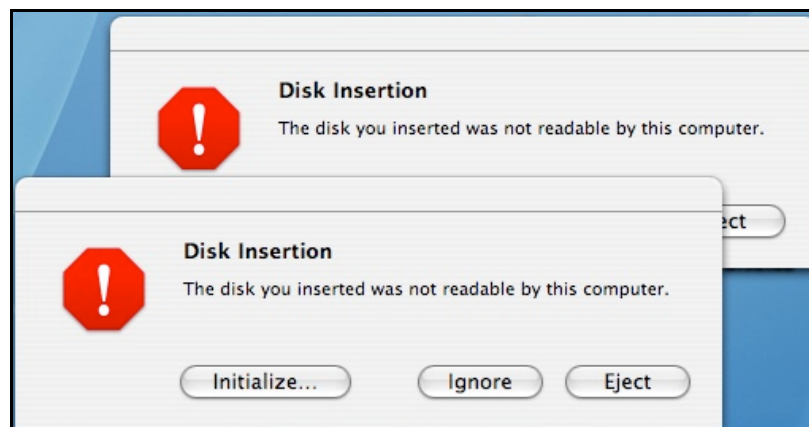 Disk Insertion
The disk you inserted was not readable by this computer.
ect
Disk Insertion
The disk you inserted was not readable by this computer.
Initialize... Ignore Eject